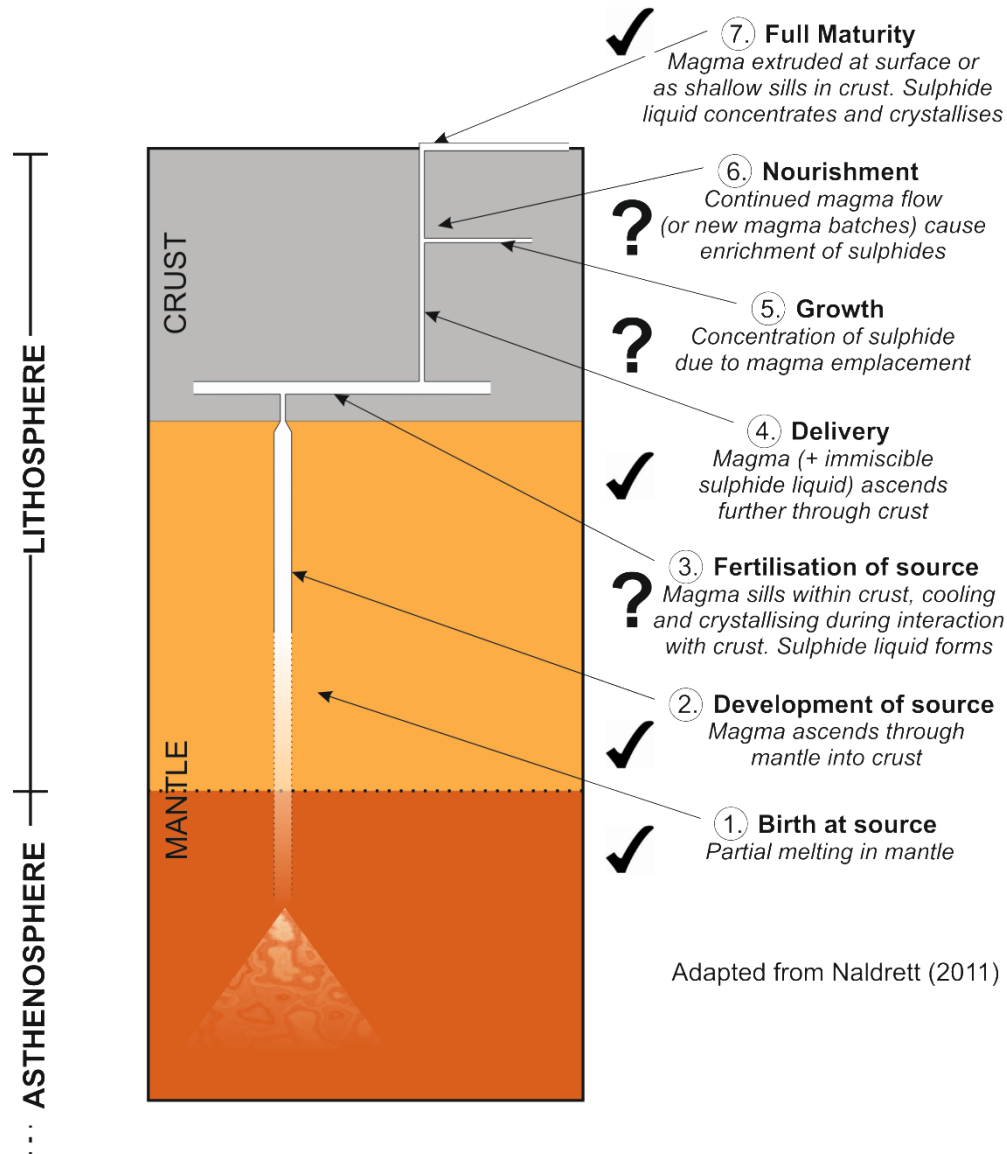 7. Full Maturity
Magma extruded at surface or
as shallow sills in crust. Sulphide
liquid concentrates and crystallises
6. Nourishment
Continued magma flow
(or new magma batches) cause
enrichment of sulphides
?
5. Growth
Concentration of sulphide
due to magma emplacement
?
4. Delivery
Magma (+ immiscible
sulphide liquid) ascends
further through crust
3. Fertilisation of source
Magma sills within crust, cooling
and crystallising during interaction
with crust. Sulphide liquid forms
?
2. Development of source
Magma ascends through
mantle into crust
1. Birth at source
Partial melting in mantle
Adapted from Naldrett (2011)
LITHOSPHERE
ASTHENOSPHERE
CRUST
MANTLE